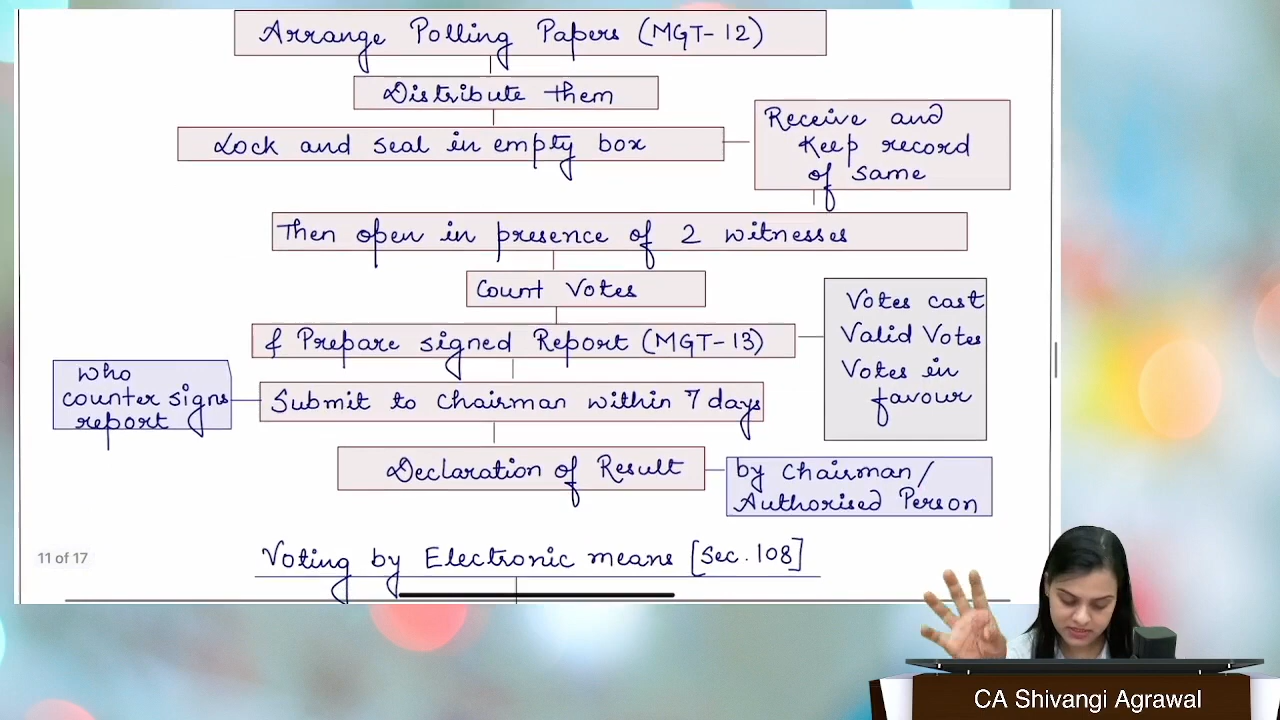 Arrange Polling Papers (MGT-12)
Distribute them
Lock and seal in empty box
Receive and
Keep record
of same
Then open in presence of 2 witnesses
Count Votes
& Prepare signed Report (MGT-13)
Votes cast
Valid Votes
Votes in
favour
who
counter signs
report
Submit to Chairman within 7 days
Declaration of Result
by Chairman/
Authorised Person
11 of 17
Voting by Electronic means [Sec. 108]
CA Shivangi Agrawal